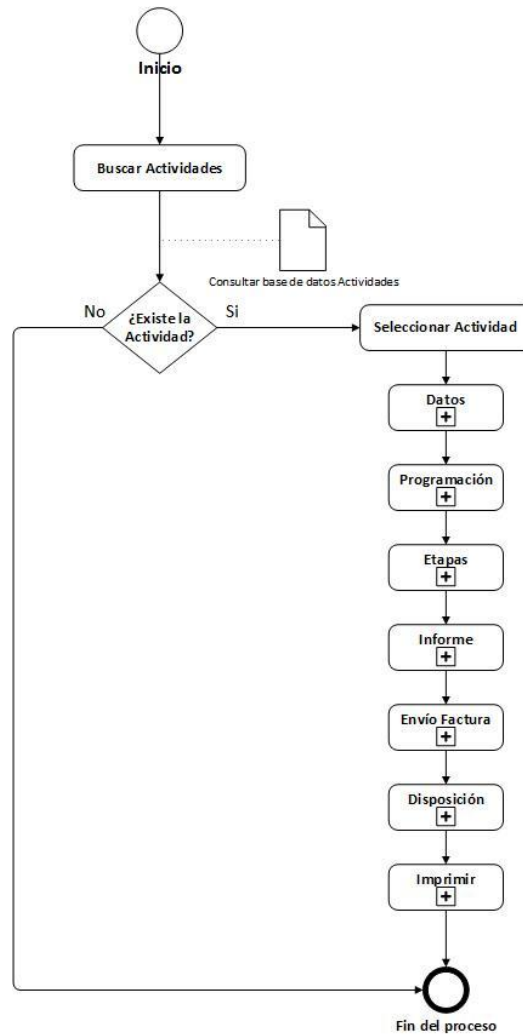 Inicio
Buscar Actividades
Consultar base de datos Actividades
No
¿Existe la
Actividad?
Si
Seleccionar Actividad
Datos
Programación
Etapas
Informe
Envío Factura
Disposición
Imprimir
Fin del proceso